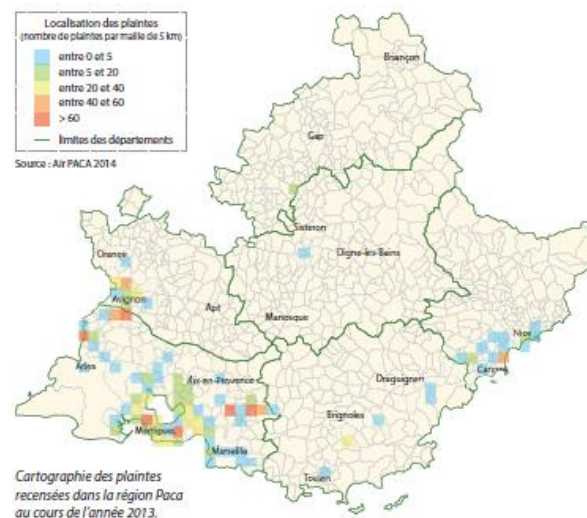 Localisation des plaintes
(nombre de plaintes par maille de 5 km)
entre 0 et 5
entre 5 et 20
entre 20 et 40
entre 40 et 60
> 60
limites des départements
Source : Air PACA 2014
Briançon
Gap
Sisteron
Digne-les-Bains
Orange
Avignon
Apt
Manosque
Nice
Cannes
Arles
Aix-en-Provence
Draguignan
Brignoles
Martigues
Marseille
Toulon
Cartographie des plaintes
recensées dans la région Paca
au cours de l'année 2013.